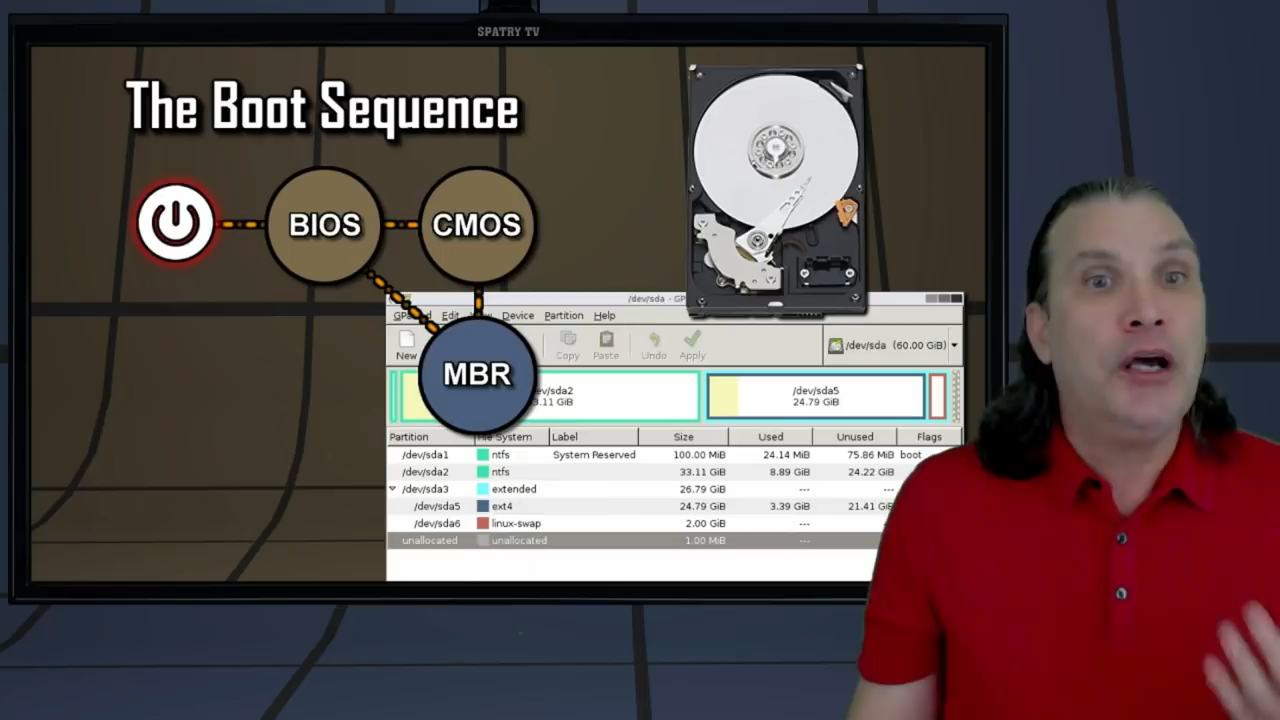 SPATRY TV
The Boot Sequence
BIOS
CMOS
MBR
/dev/sda - GP
Edit
Device
Partition
Help
New
Copy
Paste
Undo
Apply
/dev/sda (60.00 GiB)
/dev/sda5
24.79 GiB
Partition
File System
Label
Size
Used
Unused
Flags
/dev/sda1 ntfs System Reserved 100.00 MiB 24.14 MiB 75.86 MiB boot
/dev/sda2 ntfs 33.11 GiB 8.89 GiB 24.22 GiB
/dev/sda3 extended 26.79 GiB --- ---
/dev/sda5 ext4 24.79 GiB 3.39 GiB 21.41 GiB
/dev/sda6 linux-swap 2.00 GiB --- ---
unallocated unallocated 1.00 MiB --- ---